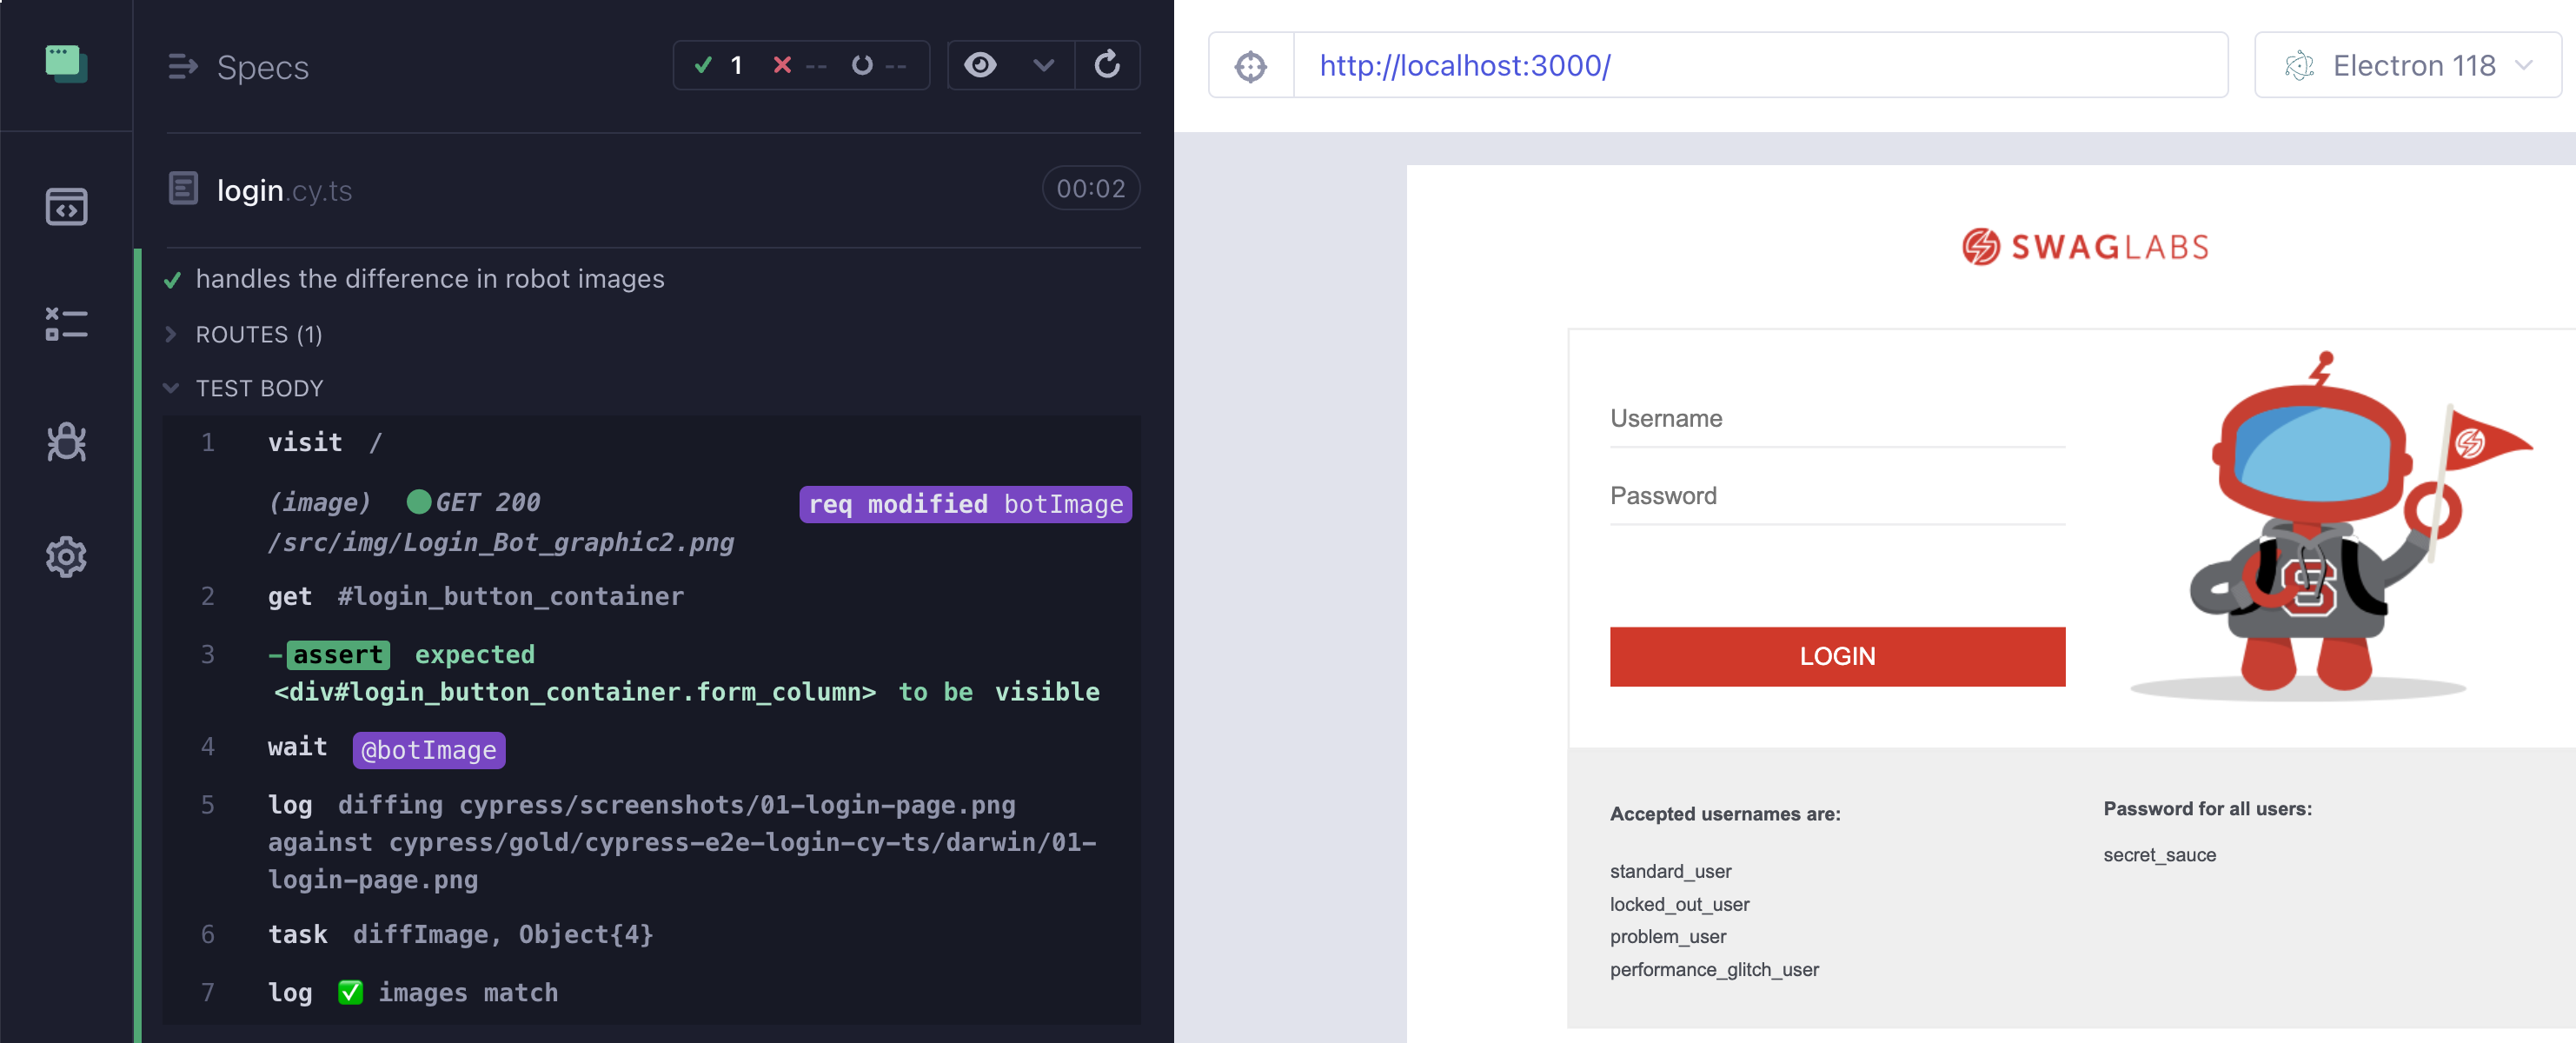 Specs
1 -- --
login.cy.ts
00:02
handles the difference in robot images
ROUTES (1)
TEST BODY
1 visit /
(image) GET 200 req modified botImage
/src/img/Login_Bot_graphic2.png
2 get #login_button_container
3 -assert expected
<div#login_button_container.form_column> to be visible
4 wait @botImage
5 log diffing cypress/screenshots/01-login-page.png
against cypress/gold/cypress-e2e-login-cy-ts/darwin/01-
login-page.png
6 task diffImage, Object{4}
7 log ✅ images match
http://localhost:3000/
Electron 118
SWAGLABS
Username
Password
LOGIN
Accepted usernames are:
standard_user
locked_out_user
problem_user
performance_glitch_user
Password for all users:
secret_sauce